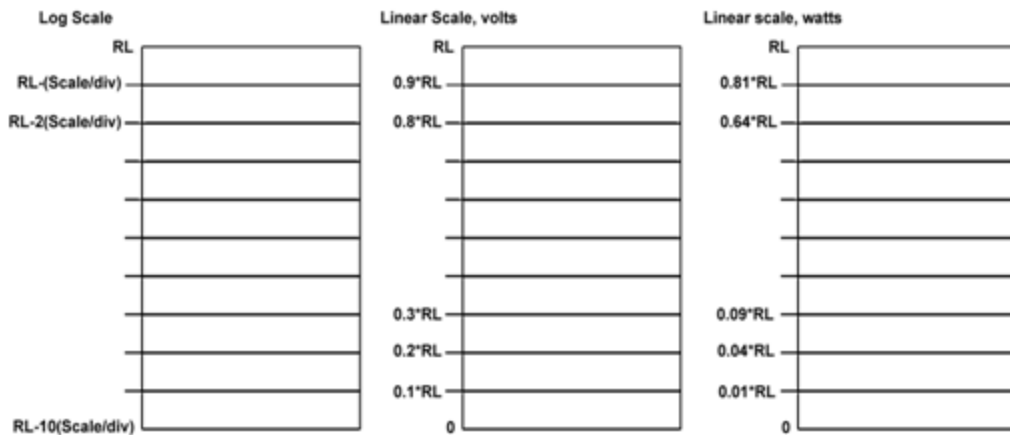 Log Scale
RL
RL-(Scale/div)
RL-2(Scale/div)
RL-10(Scale/div)
Linear Scale, volts
RL
0.9*RL
0.8*RL
0.3*RL
0.2*RL
0.1*RL
0
Linear scale, watts
RL
0.81*RL
0.64*RL
0.09*RL
0.04*RL
0.01*RL
0